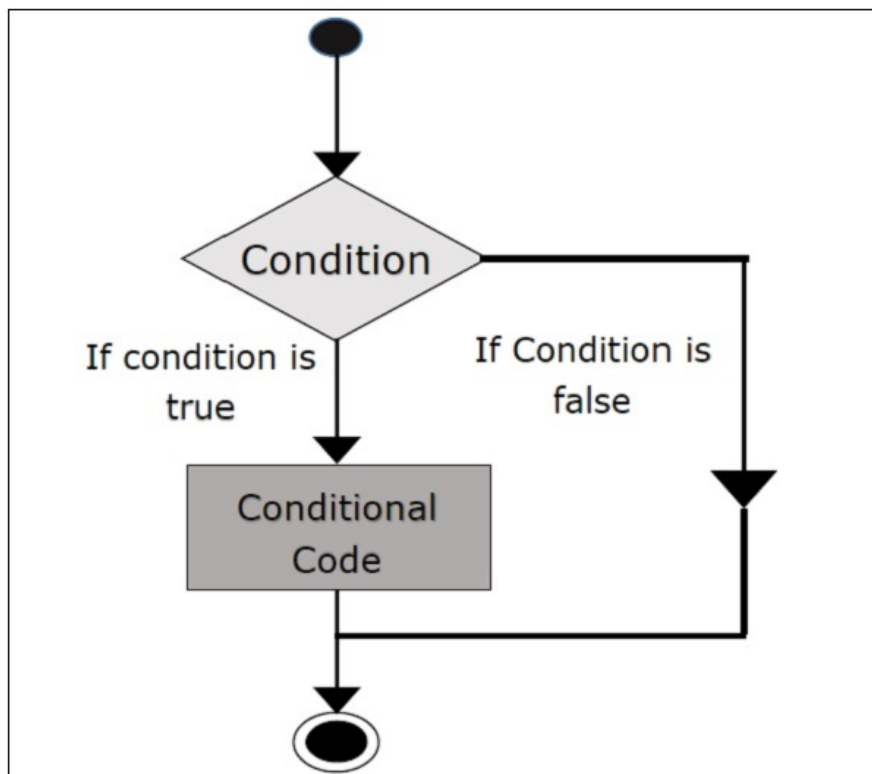 Condition
If condition is
true
If Condition is
false
Conditional
Code